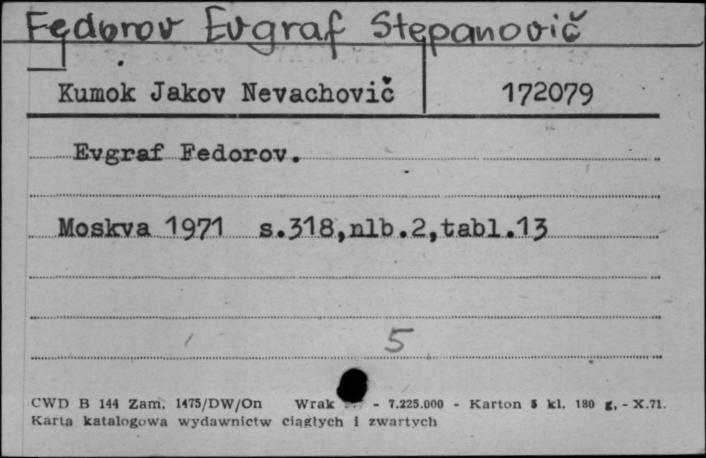 Fedorov Evgraf Stepanovič
Kumok Jakov Nevachovič 172079
Evgraf Fedorov.
Moskva 1971 s.318,nlb.2,tabl.13
5
CWD B 144 Zam. 1475/DW/On Wrak - 7.225.000 - Karton 5 kl. 180 g. - X.71.
Karta katalogowa wydawnictw ciągłych i zwartych